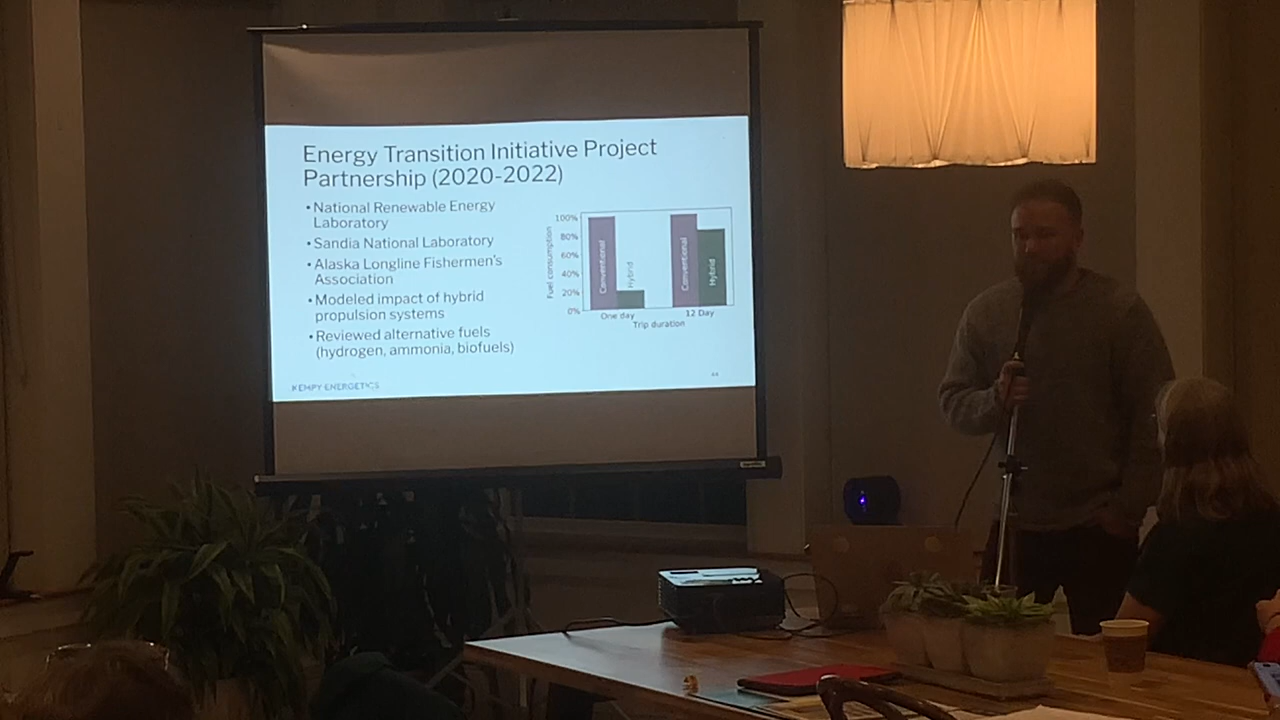 Energy Transition Initiative Project
Partnership (2020-2022)
• National Renewable Energy
Laboratory
• Sandia National Laboratory
• Alaska Longline Fishermen's
Association
• Modeled impact of hybrid
propulsion systems
• Reviewed alternative fuels
(hydrogen, ammonia, biofuels)
Fuel consumption
100%
80%
60%
40%
20%
0%
Conventional
Hybrid
Conventional
Hybrid
One day
12 Day
Trip duration
KEMPY ENERGETICS